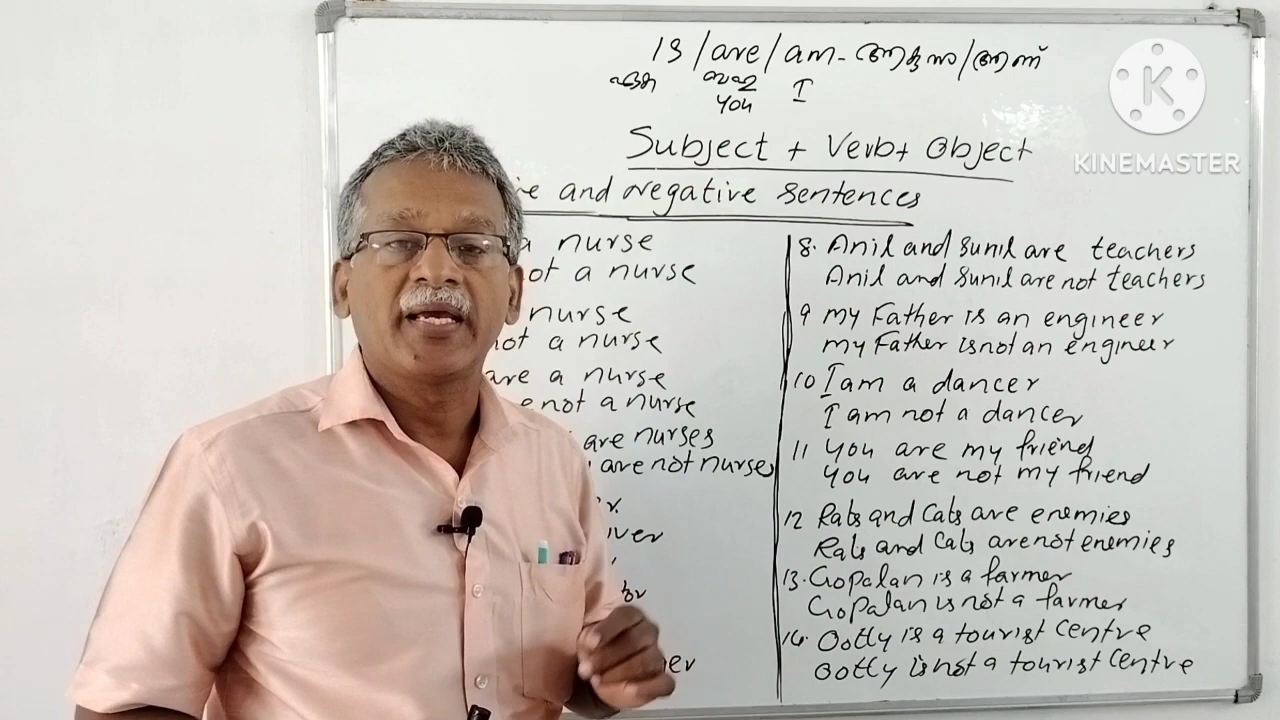 is/are/am - ആകുന്നു/ആണ്
ഏക ബഹു I
you
Subject + Verb + Object
and Negative sentences
a nurse
not a nurse
nurse
not a nurse
are a nurse
not a nurse
are nurses
are not nurses
8. Anil and Sunil are teachers
Anil and Sunil are not teachers
9 my Father is an engineer
my Father is not an engineer
10 I am a dancer
I am not a dancer
11 you are my friend
you are not my friend
12 Rats and Cats are enemies
Rats and Cats are not enemies
13. Gopalan is a farmer
Gopalan is not a farmer
14. Ootty is a tourist centre
Ootty is not a tourist centre
KINEMASTER